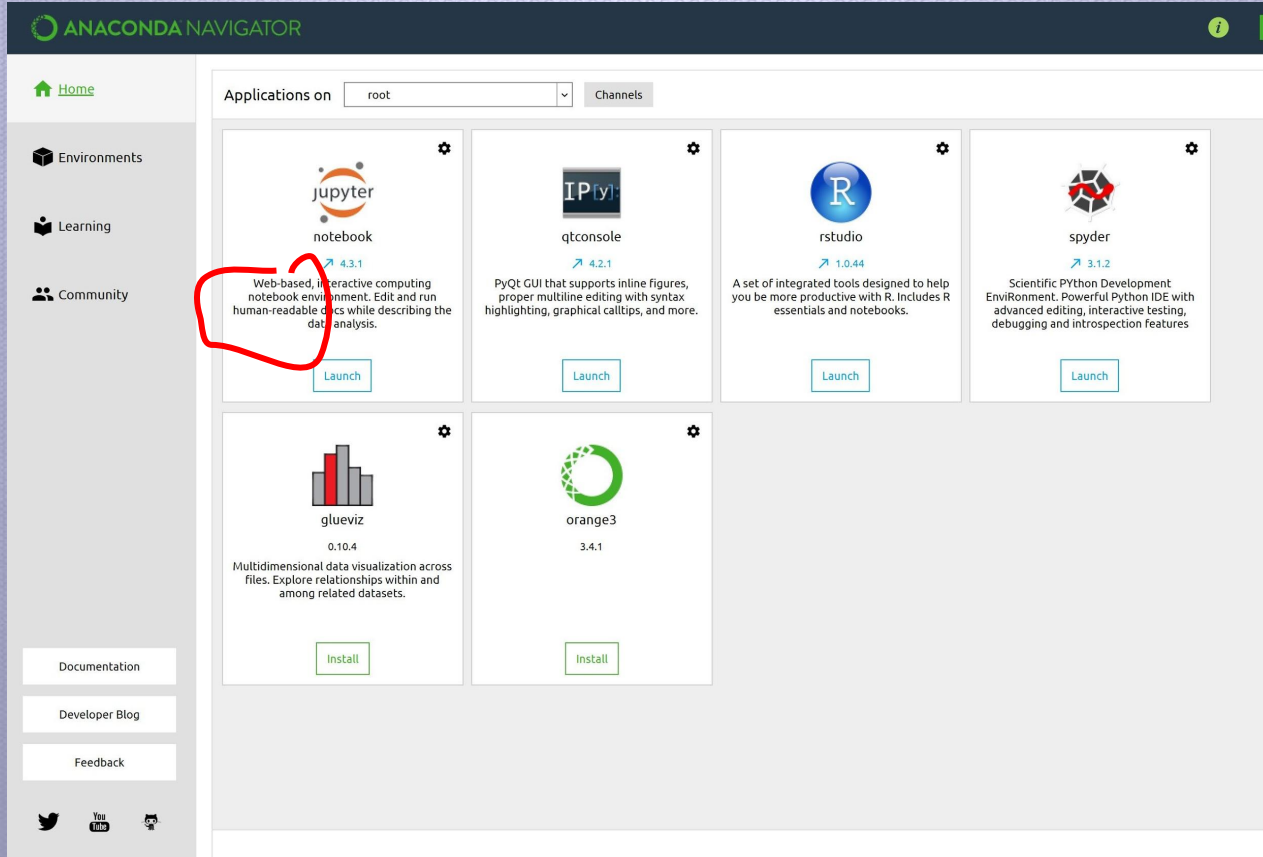 ANACONDA NAVIGATOR
i
Home
Environments
Learning
Community
Documentation
Developer Blog
Feedback
You
Tube
Applications on root Channels
jupyter
notebook
4.3.1
Web-based, interactive computing
notebook environment. Edit and run
human-readable docs while describing the
data analysis.
Launch
IP[y]:
qtconsole
4.2.1
PyQt GUI that supports inline figures,
proper multiline editing with syntax
highlighting, graphical calltips, and more.
Launch
R
rstudio
1.0.44
A set of integrated tools designed to help
you be more productive with R. Includes R
essentials and notebooks.
Launch
spyder
3.1.2
Scientific PYthon Development
EnviRonment. Powerful Python IDE with
advanced editing, interactive testing,
debugging and introspection features
Launch
glueviz
0.10.4
Multidimensional data visualization across
files. Explore relationships within and
among related datasets.
Install
orange3
3.4.1
Install